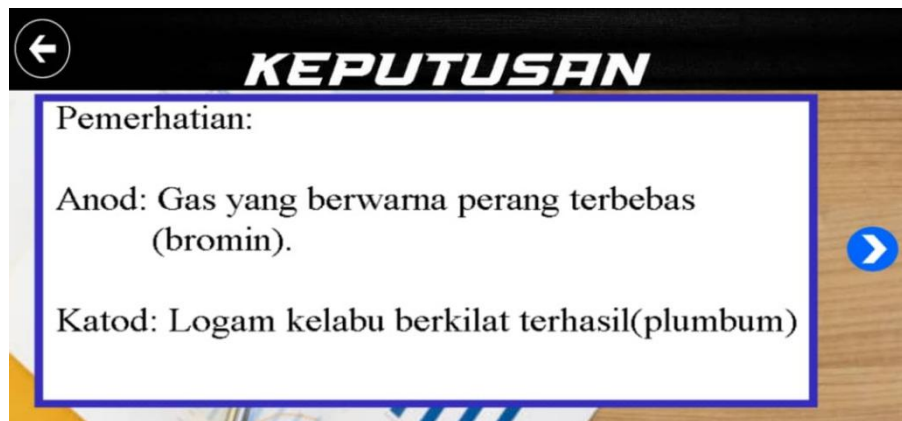 KEPUTUSAN
Pemerhatian:
Anod: Gas yang berwarna perang terbebas
(bromin).
Katod: Logam kelabu berkilat terhasil(plumbum)